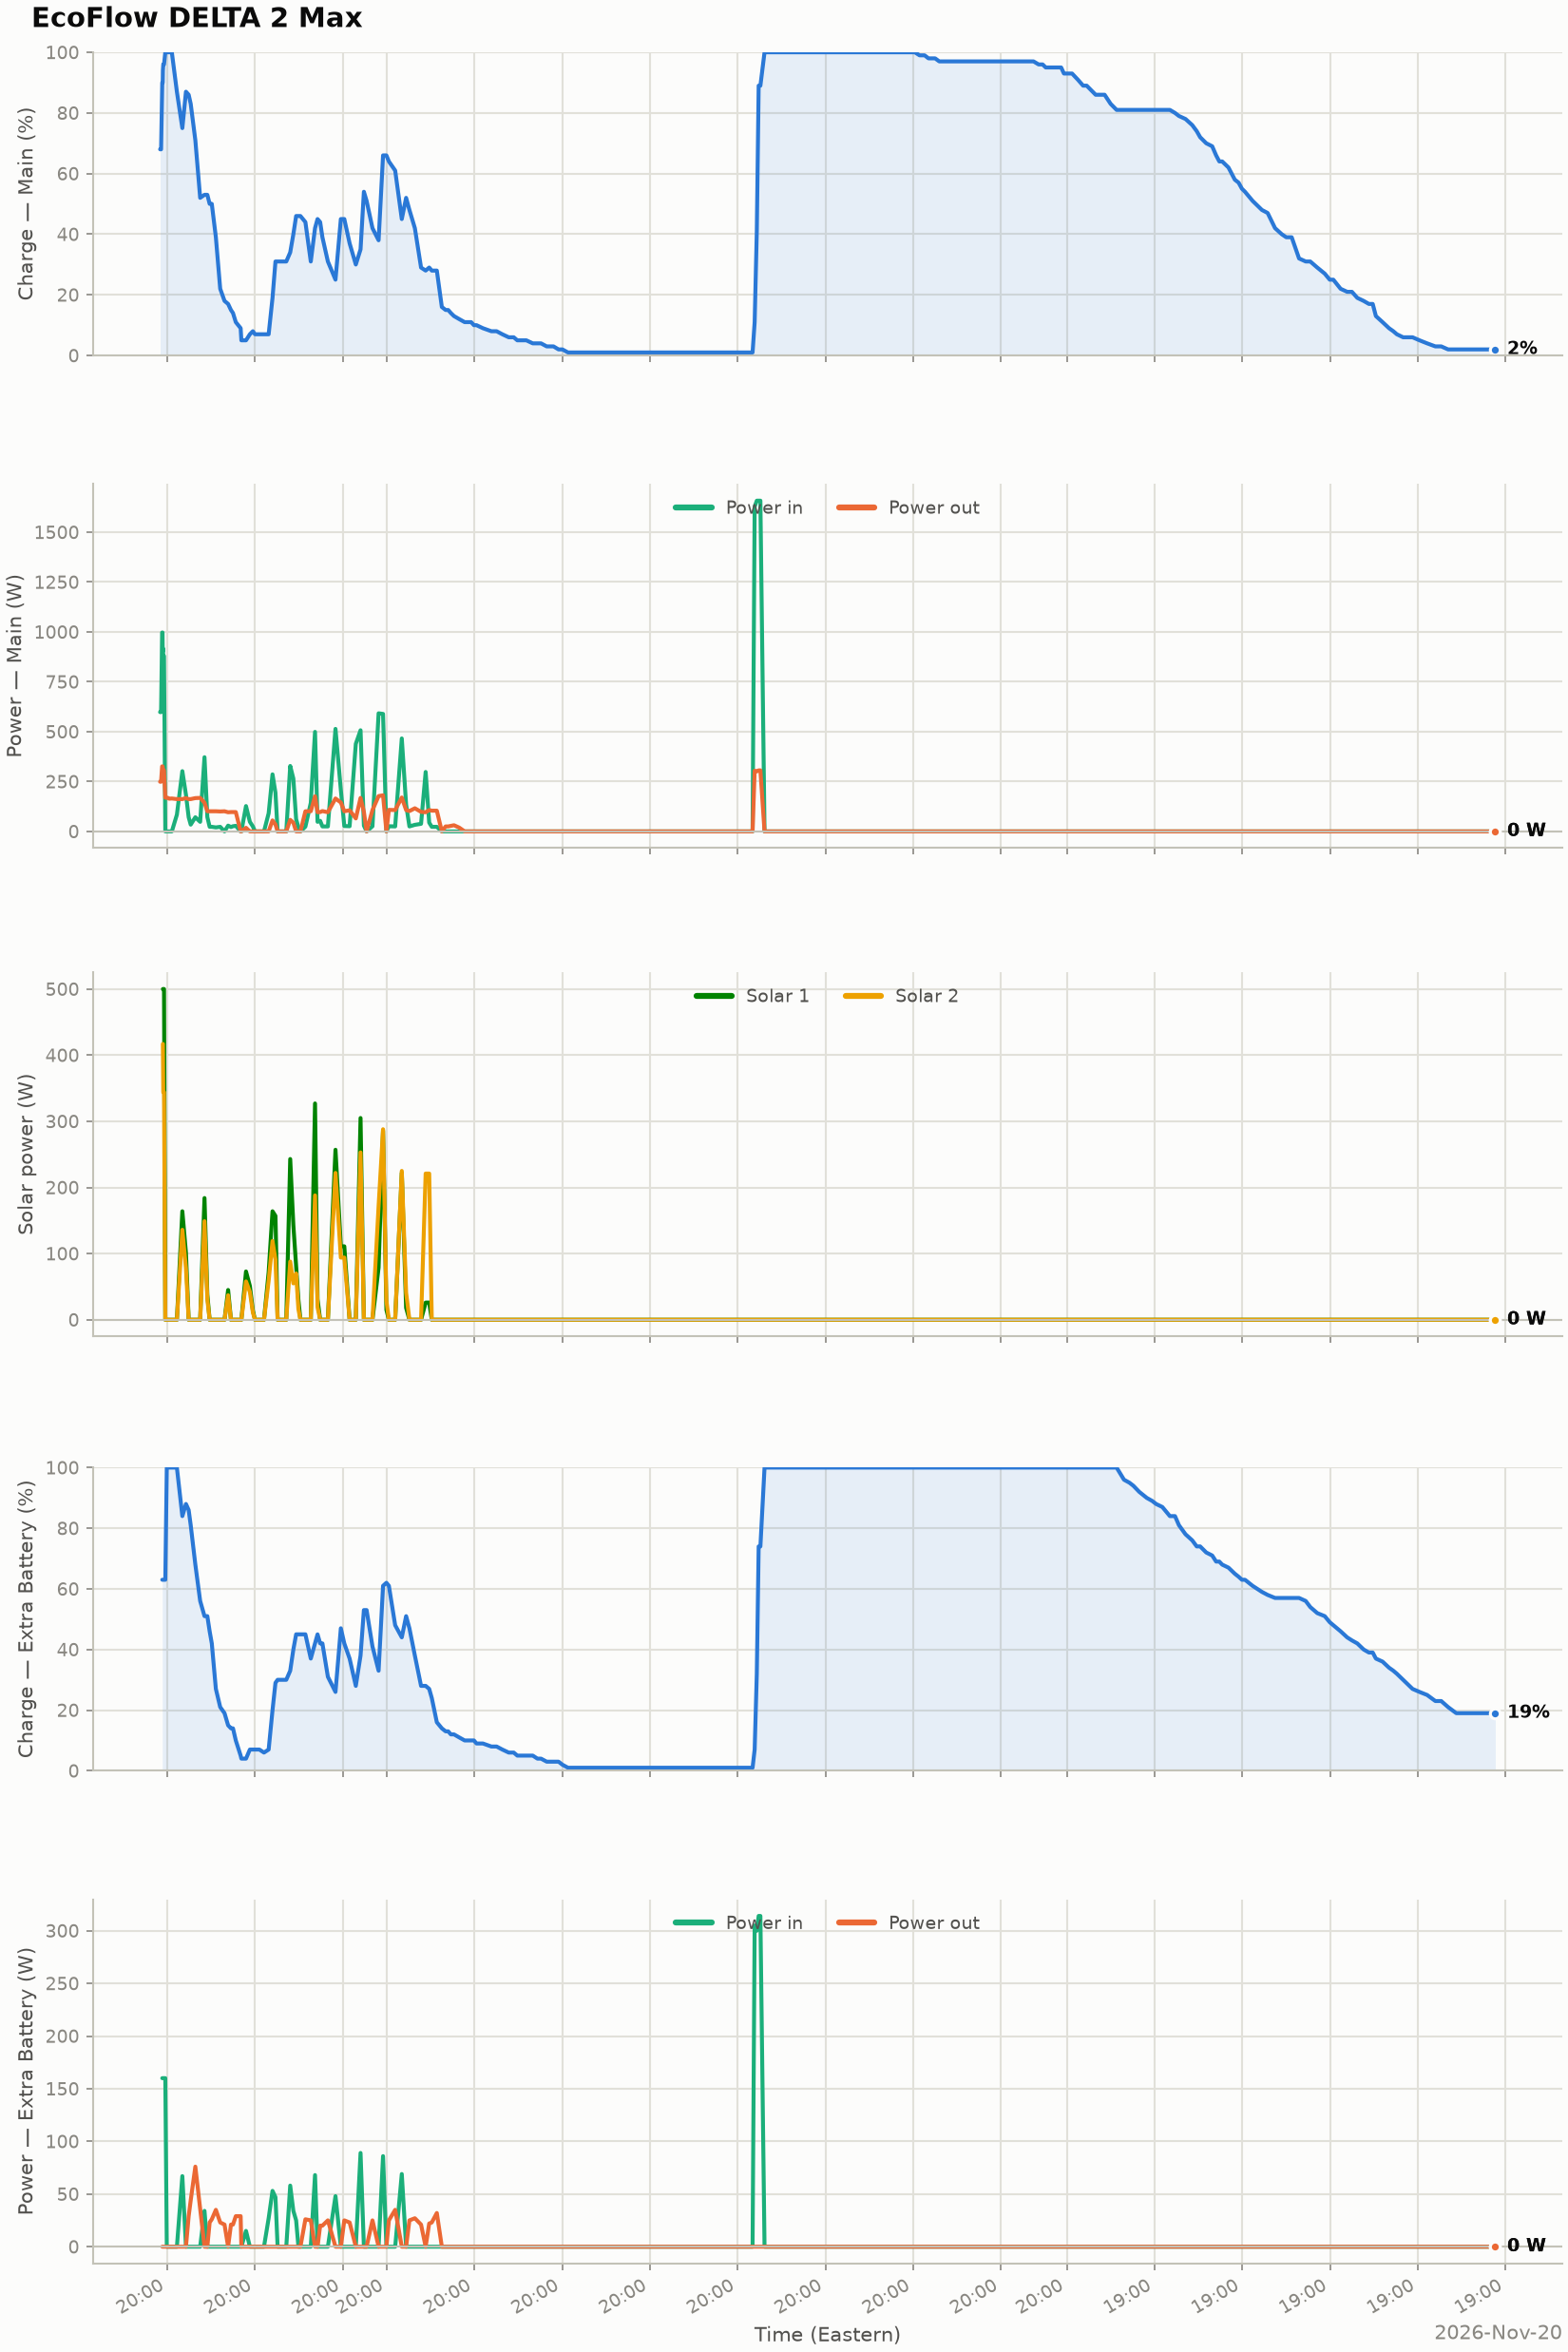 EcoFlow DELTA 2 Max
Charge — Main (%)
100
80
60
40
20
0
2%
Power — Main (W)
Power in Power out
1500
1250
1000
750
500
250
0
0 W
Solar power (W)
Solar 1 Solar 2
500
400
300
200
100
0
0 W
Charge — Extra Battery (%)
100
80
60
40
20
0
19%
Power — Extra Battery (W)
Power in Power out
300
250
200
150
100
50
0
0 W
20:00 20:00 20:00 20:00 20:00 20:00 20:00 20:00 20:00 20:00 20:00 20:00 19:00 19:00 19:00 19:00 19:00
Time (Eastern)
2026-Nov-20